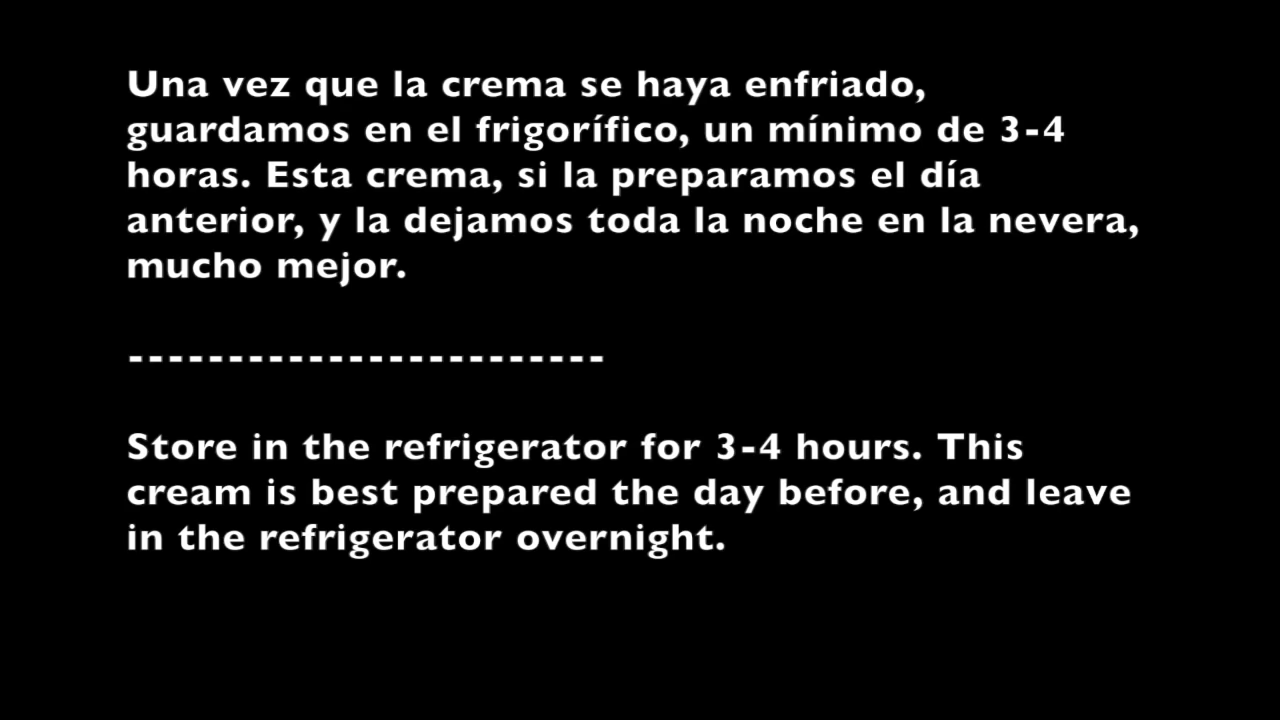 Una vez que la crema se haya enfriado,
guardamos en el frigorífico, un mínimo de 3-4
horas. Esta crema, si la preparamos el día
anterior, y la dejamos toda la noche en la nevera,
mucho mejor.
------------------------
Store in the refrigerator for 3-4 hours. This
cream is best prepared the day before, and leave
in the refrigerator overnight.